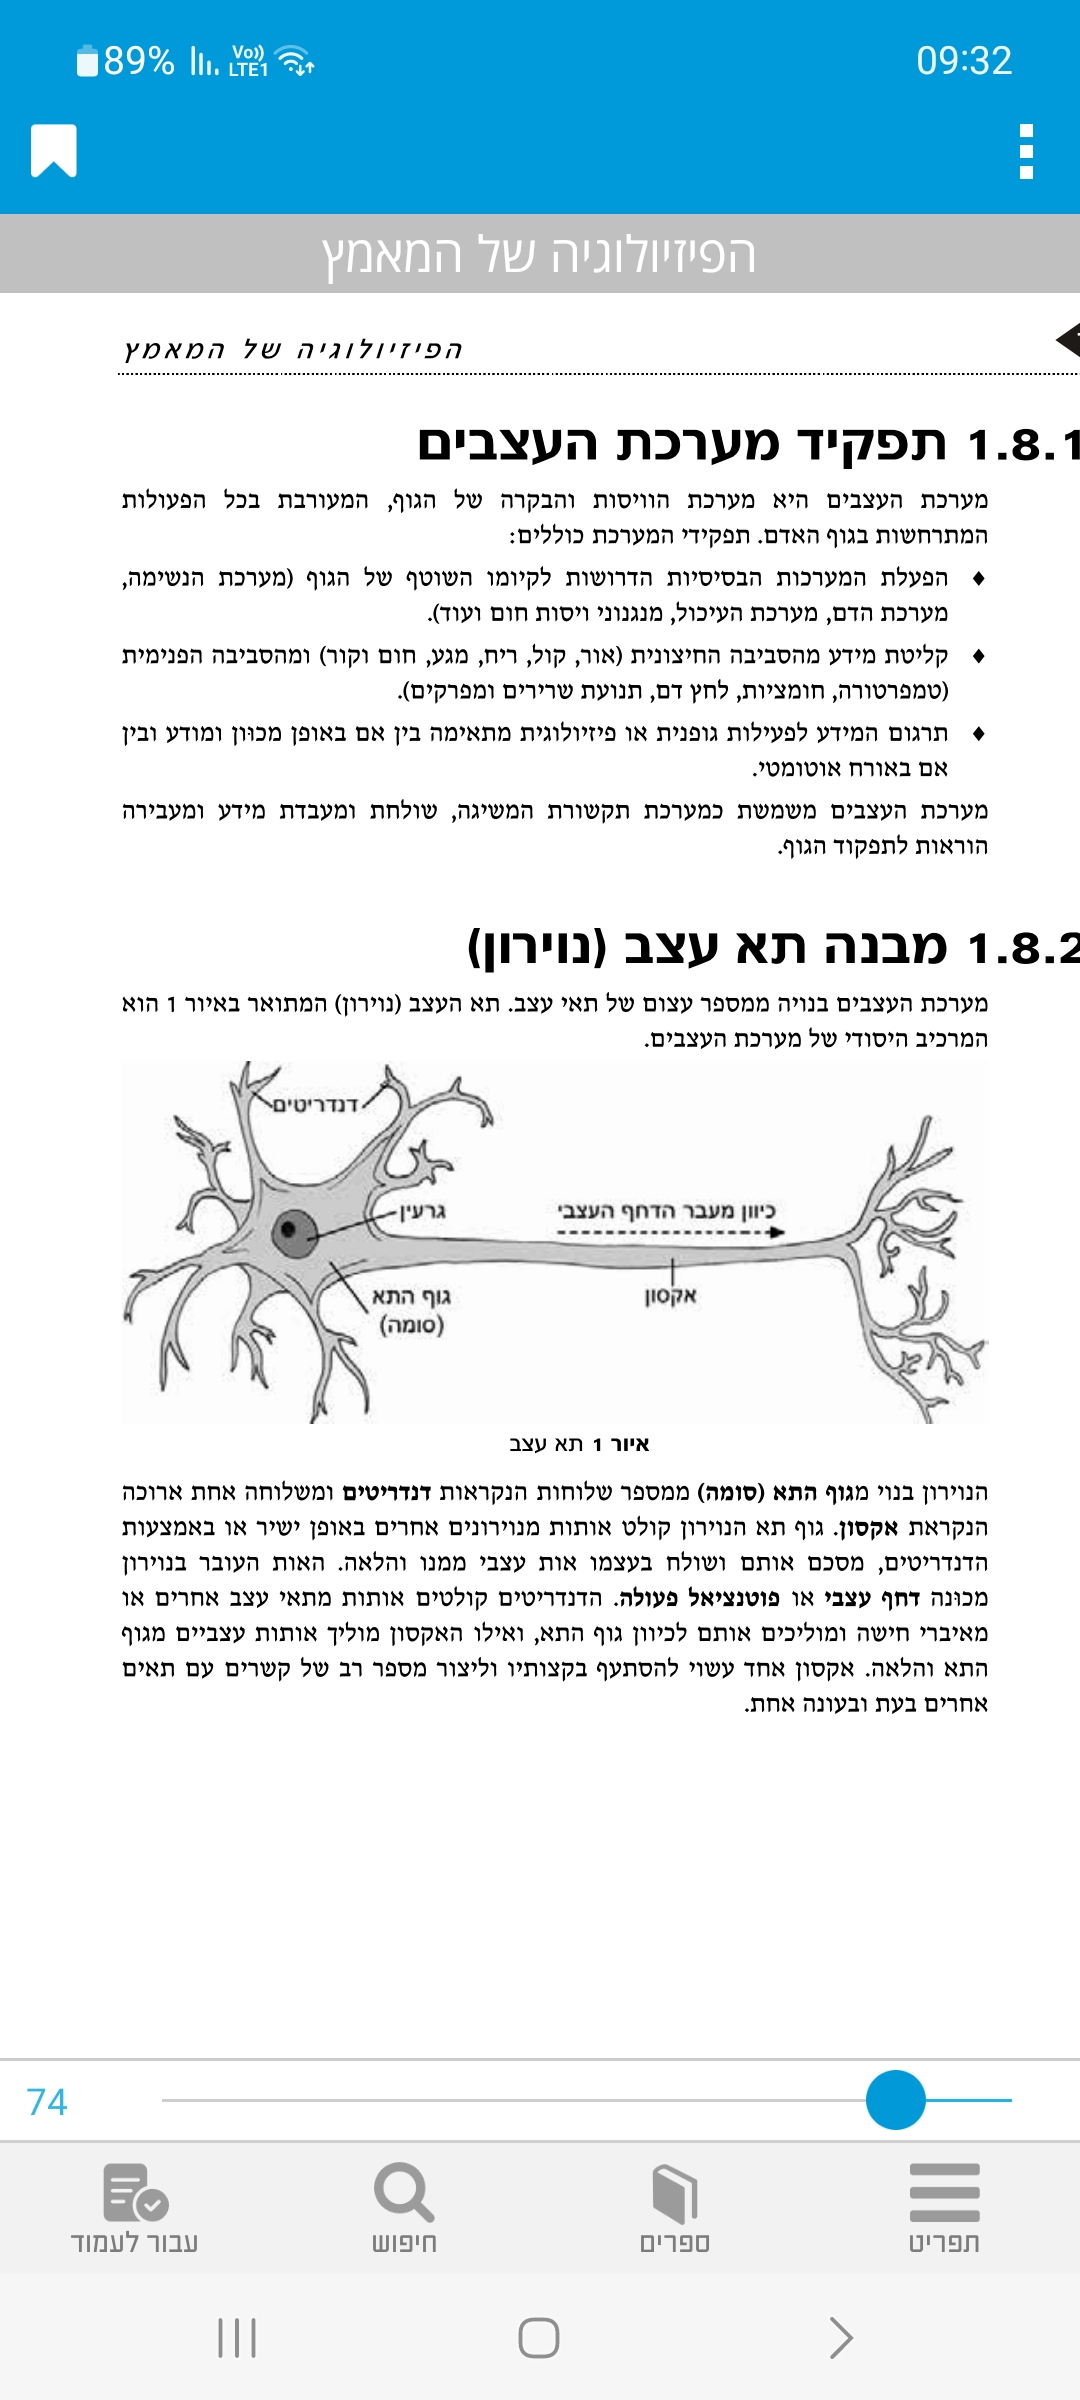 89% Vo)) LTE1 09:32
הפיזיולוגיה של המאמץ
הפיזיולוגיה של המאמץ
1.8.1 תפקיד מערכת העצבים
מערכת העצבים היא מערכת הוויסות והבקרה של הגוף, המעורבת בכל הפעולות
המתרחשות בגוף האדם. תפקידי המערכת כוללים:
♦ הפעלת המערכות הבסיסיות הדרושות לקיומו השוטף של הגוף (מערכת הנשימה,
מערכת הדם, מערכת העיכול, מנגנוני ויסות חום ועוד).
♦ קליטת מידע מהסביבה החיצונית (אור, קול, ריח, מגע, חום וקור) ומהסביבה הפנימית
(טמפרטורה, חומציות, לחץ דם, תנועת שרירים ומפרקים).
♦ תרגום המידע לפעילות גופנית או פיזיולוגית מתאימה בין אם באופן מכוּון ומודע ובין
אם באורח אוטומטי.
מערכת העצבים משמשת כמערכת תקשורת המשיגה, שולחת ומעבדת מידע ומעבירה
הוראות לתפקוד הגוף.
1.8.2 מבנה תא עצב (נוירון)
מערכת העצבים בנויה ממספר עצום של תאי עצב. תא העצב (נוירון) המתואר באיור 1 הוא
המרכיב היסודי של מערכת העצבים.
דנדריטים
גרעין
כיוון מעבר הדחף העצבי
גוף התא
(סומה)
אקסון
איור 1 תא עצב
הנוירון בנוי מגוף התא (סומה) ממספר שלוחות הנקראות דנדריטים ומשלוחה אחת ארוכה
הנקראת אקסון. גוף תא הנוירון קולט אותות מנוירונים אחרים באופן ישיר או באמצעות
הדנדריטים, מסכם אותם ושולח בעצמו אות עצבי ממנו והלאה. האות העובר בנוירון
מכונה דחף עצבי או פוטנציאל פעולה. הדנדריטים קולטים אותות מתאי עצב אחרים או
מאיברי חישה ומוליכים אותם לכיוון גוף התא, ואילו האקסון מוליך אותות עצביים מגוף
התא והלאה. אקסון אחד עשוי להסתעף בקצותיו וליצור מספר רב של קשרים עם תאים
אחרים בעת ובעונה אחת.
74
תפריט
ספרים
חיפוש
עבור לעמוד